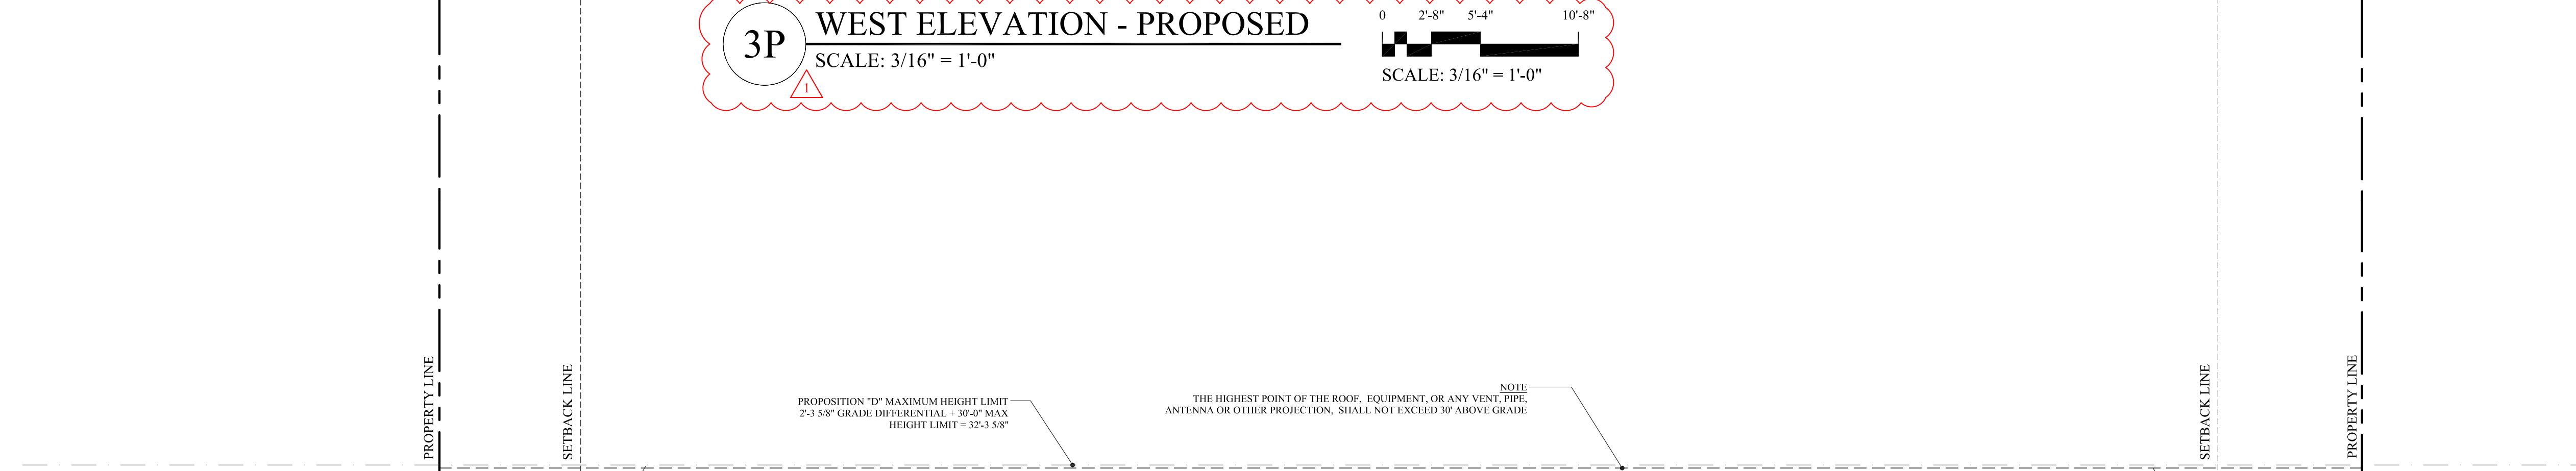 3P
WEST ELEVATION - PROPOSED
SCALE: 3/16" = 1'-0"
1
0 2'-8" 5'-4" 10'-8"
SCALE: 3/16" = 1'-0"
PROPERTY LINE
SETBACK LINE
PROPOSITION "D" MAXIMUM HEIGHT LIMIT
2'-3 5/8" GRADE DIFFERENTIAL + 30'-0" MAX
HEIGHT LIMIT = 32'-3 5/8"
NOTE
THE HIGHEST POINT OF THE ROOF, EQUIPMENT, OR ANY VENT, PIPE,
ANTENNA OR OTHER PROJECTION, SHALL NOT EXCEED 30' ABOVE GRADE
SETBACK LINE
PROPERTY LINE